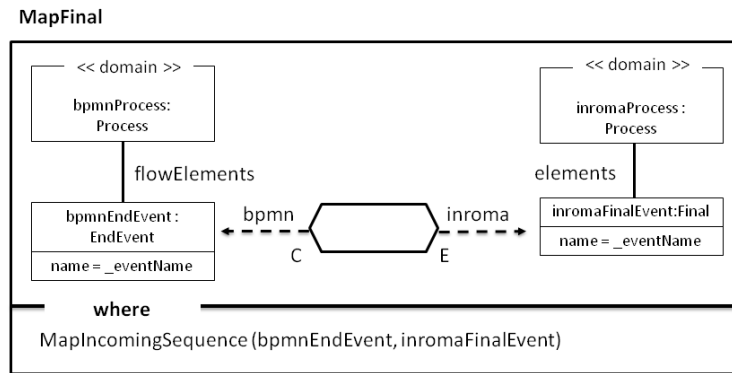 MapFinal
<< domain >>
bpmnProcess:
Process
<< domain >>
inromaProcess :
Process
flowElements
elements
bpmnEndEvent :
EndEvent
name = _eventName
bpmn
inroma
C
E
inromaFinalEvent:Final
name = _eventName
where
MapIncomingSequence (bpmnEndEvent, inromaFinalEvent)